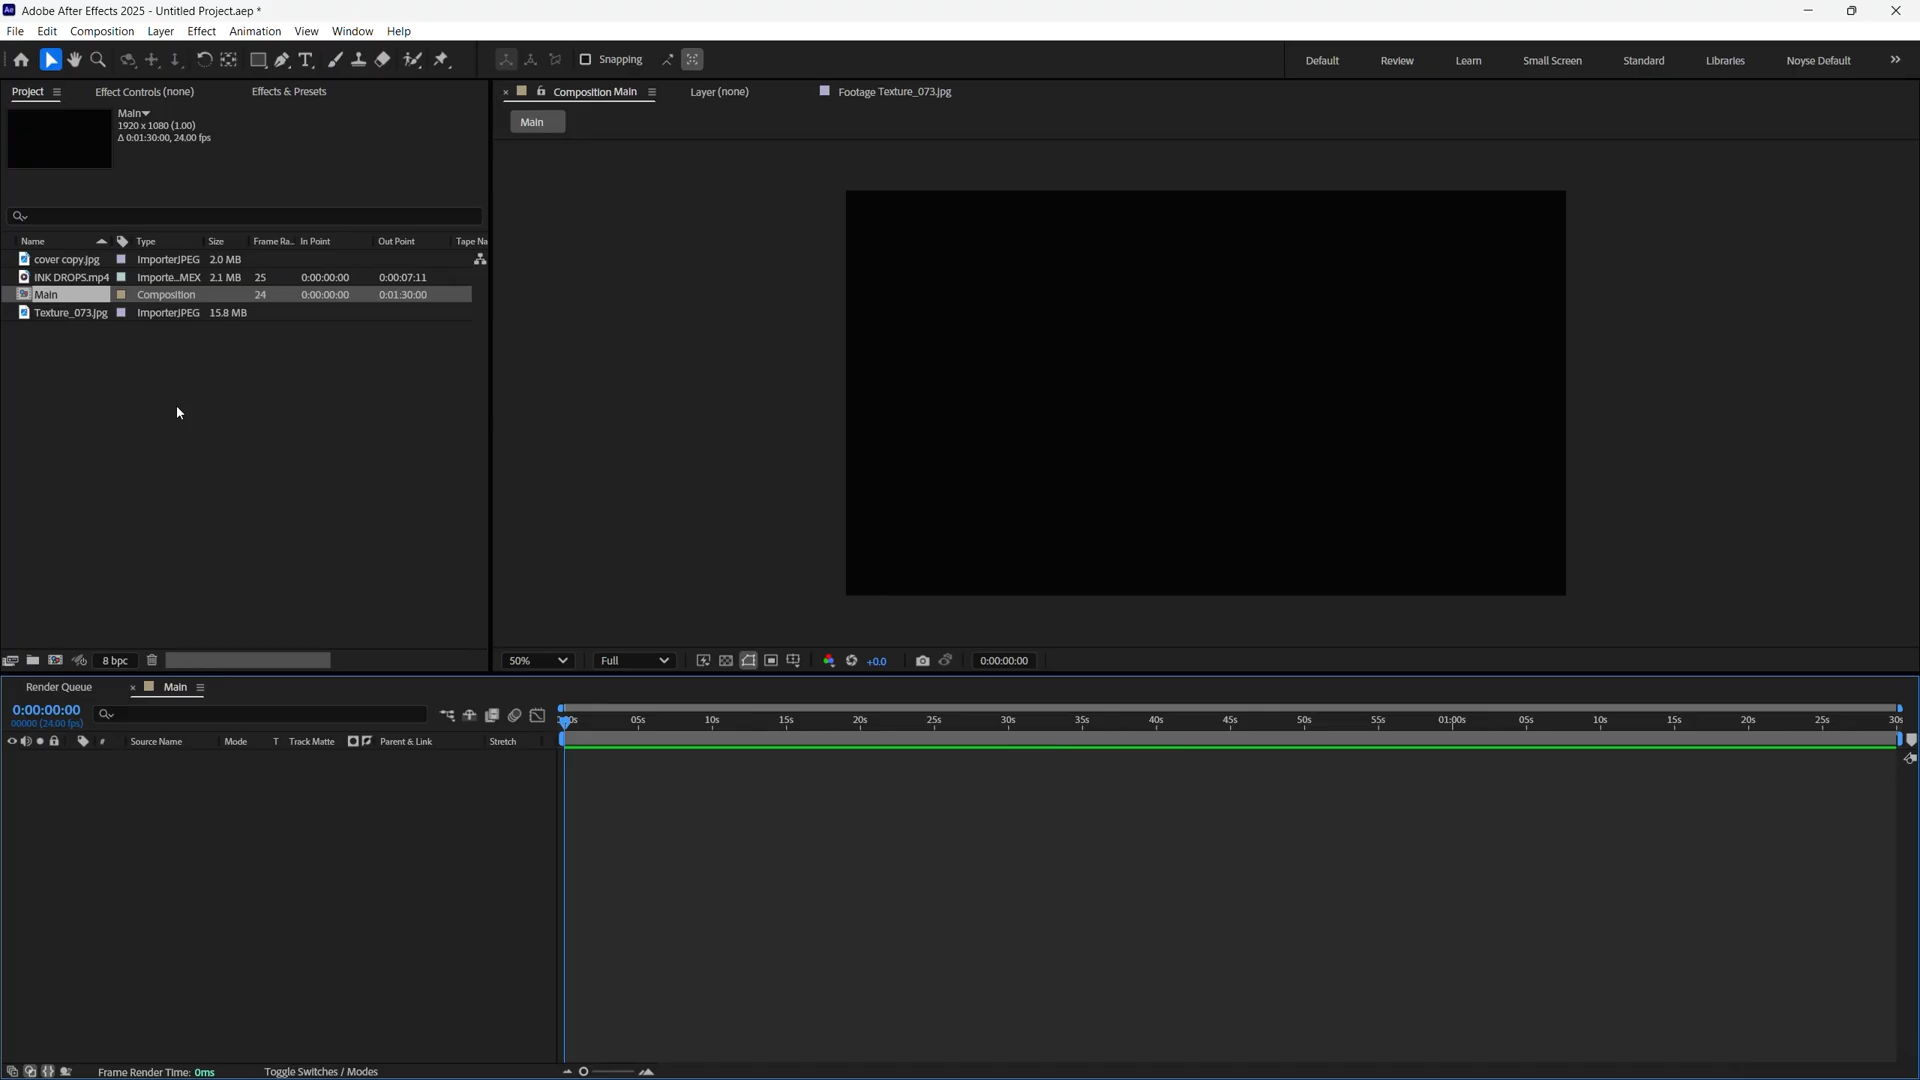 Adobe After Effects 2025 - Untitled Project.aep *
File Edit Composition Layer Effect Animation View Window Help
Snapping Default Review Learn Small Screen Standard Libraries Noyse Default
Project Effect Controls (none) Effects & Presets
Composition Main Layer (none) Footage Texture_073.jpg
Main
1920 x 1080 (1.00)
Δ 0:01:30:00, 24.00 fps
Main
Name Type Size Frame Ra... In Point Out Point Tape Na
cover copy.jpg ImporterJPEG 2.0 MB
INK DROPS.mp4 Importe...MEX 2.1 MB 25 0:00:00:00 0:00:07:11
Main Composition 24 0:00:00:00 0:01:30:00
Texture_073.jpg ImporterJPEG 15.8 MB
8 bpc
50% Full +0.0 0:00:00:00
Render Queue Main
0:00:00:00
00000 (24.00 fps)
05s 10s 15s 20s 25s 30s 35s 40s 45s 50s 55s 01:00s 05s 10s 15s 20s 25s 30s
# Source Name Mode T Track Matte Parent & Link Stretch
Frame Render Time: 0ms Toggle Switches / Modes